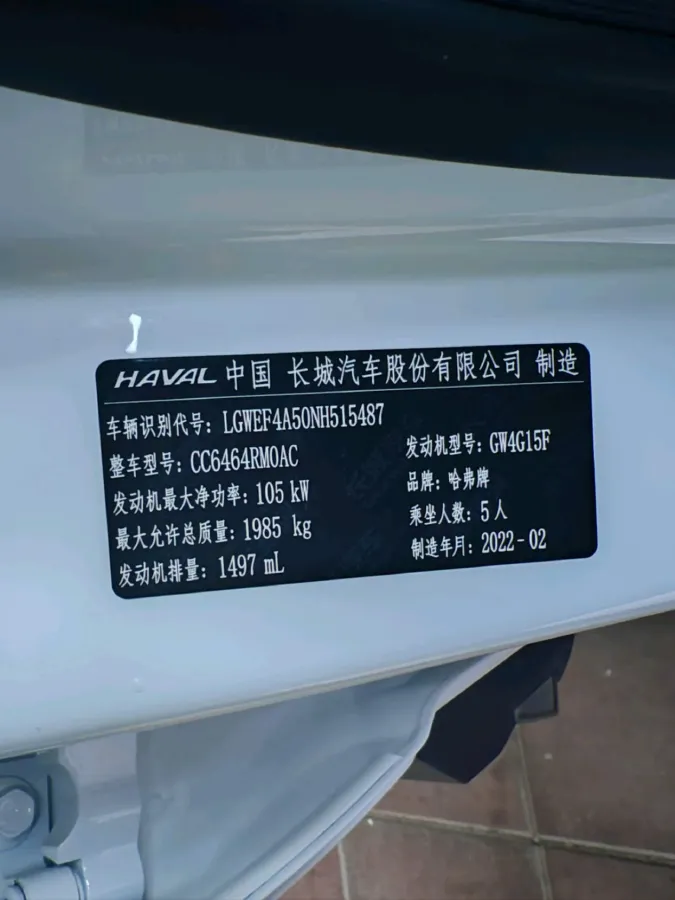 HAVAL 中国 长城汽车股份有限公司 制造
车辆识别代号: LGWEF4A50NH515487
整车型号: CC6464RM0AC 发动机型号: GW4G15F
发动机最大净功率: 105 kW 品牌: 哈弗牌
最大允许总质量: 1985 kg 乘坐人数: 5人
发动机排量: 1497 mL 制造年月: 2022-02